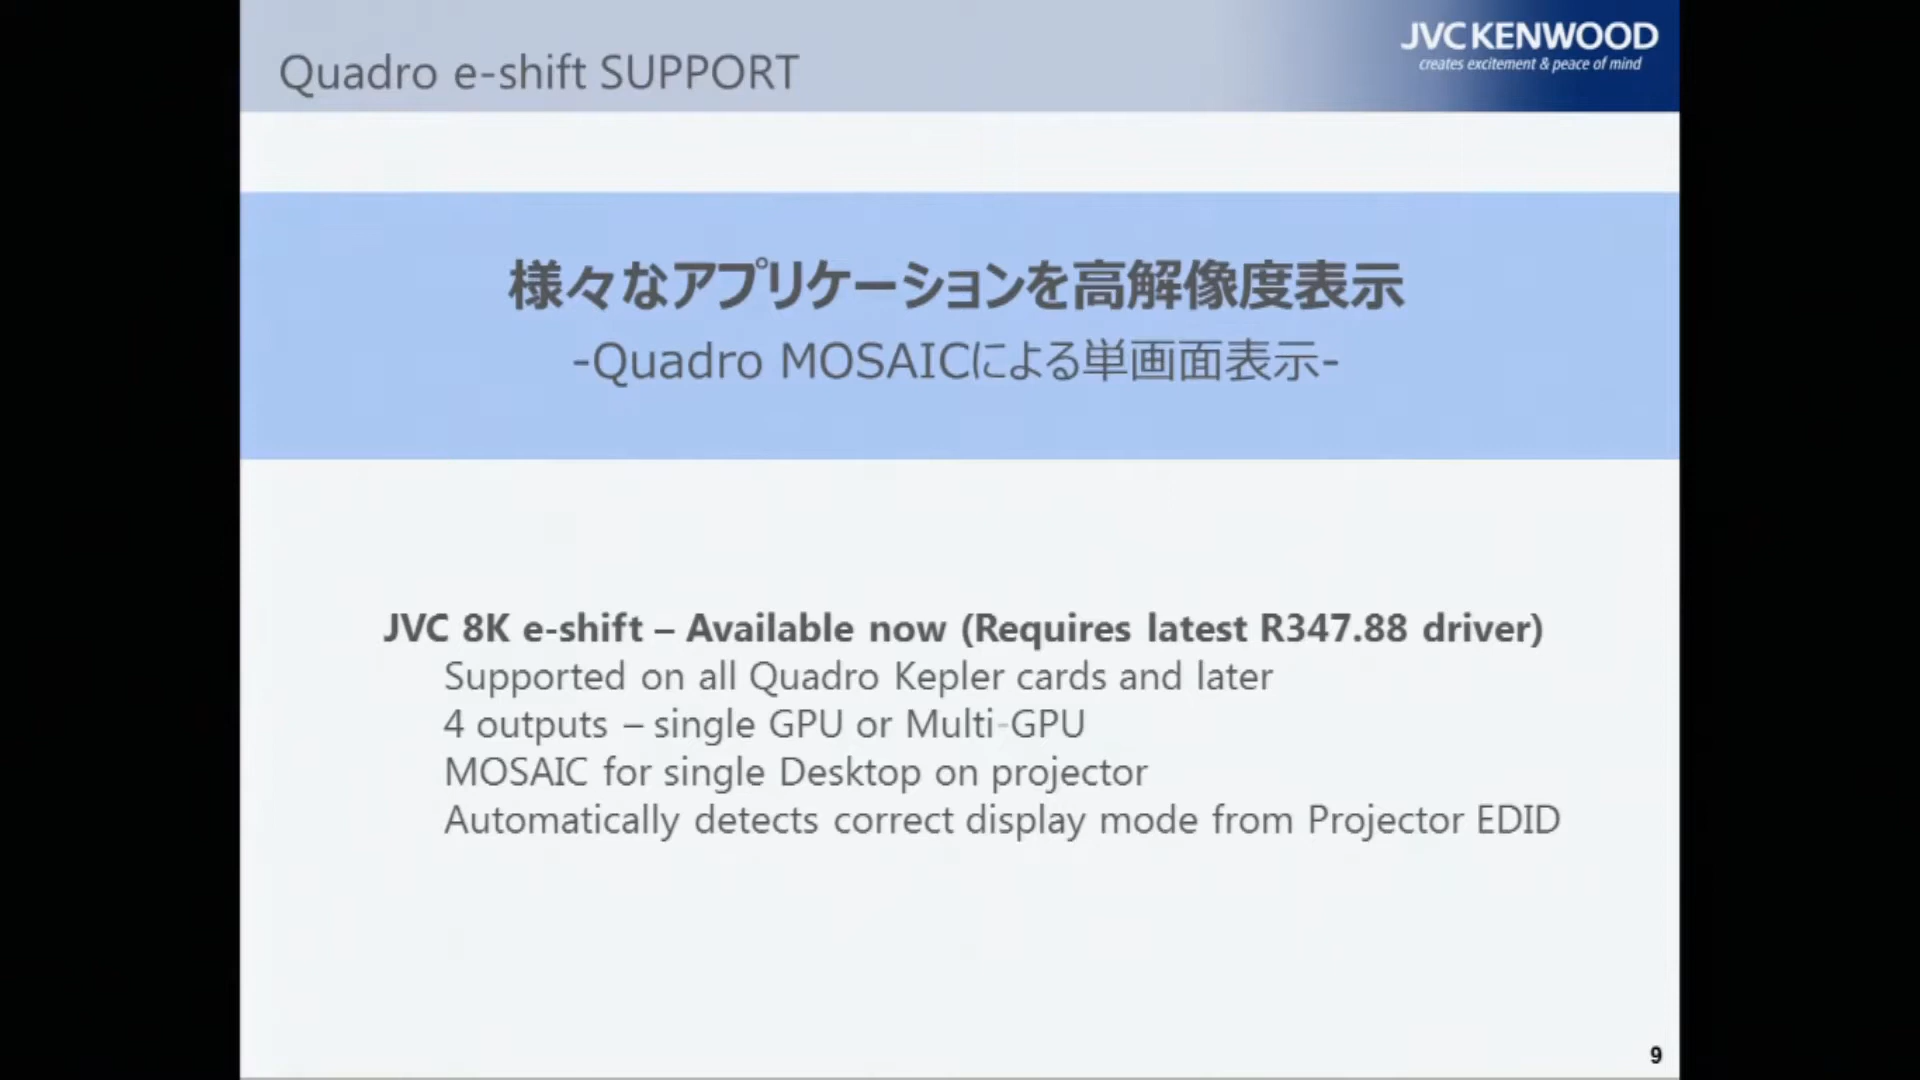 Quadro e-shift SUPPORT
JVCKENWOOD
creates excitement & peace of mind
様々なアプリケーションを高解像度表示
-Quadro MOSAICによる単画面表示-
JVC 8K e-shift – Available now (Requires latest R347.88 driver)
Supported on all Quadro Kepler cards and later
4 outputs – single GPU or Multi-GPU
MOSAIC for single Desktop on projector
Automatically detects correct display mode from Projector EDID
9